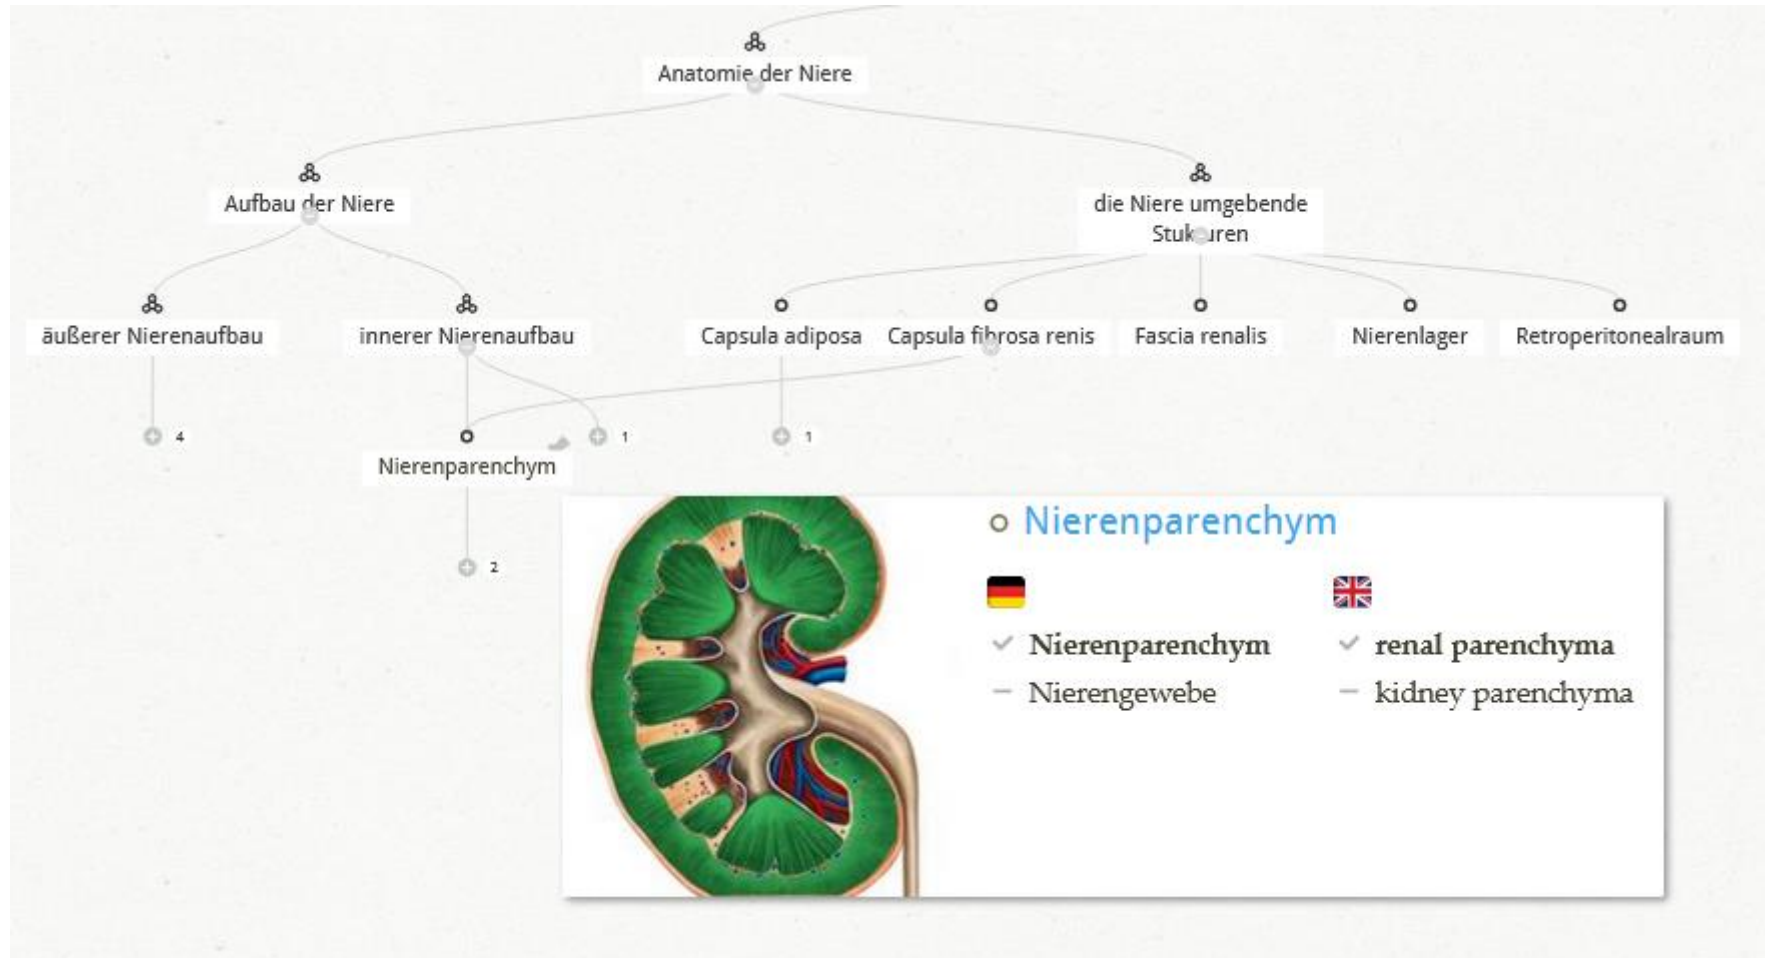 Anatomie der Niere
Aufbau der Niere
die Niere umgebende
Stukturen
äußerer Nierenaufbau
innerer Nierenaufbau
Capsula adiposa
Capsula fibrosa renis
Fascia renalis
Nierenlager
Retroperitonealraum
4
Nierenparenchym
1
1
2
Nierenparenchym
Nierenparenchym
renal parenchyma
Nierengewebe
kidney parenchyma